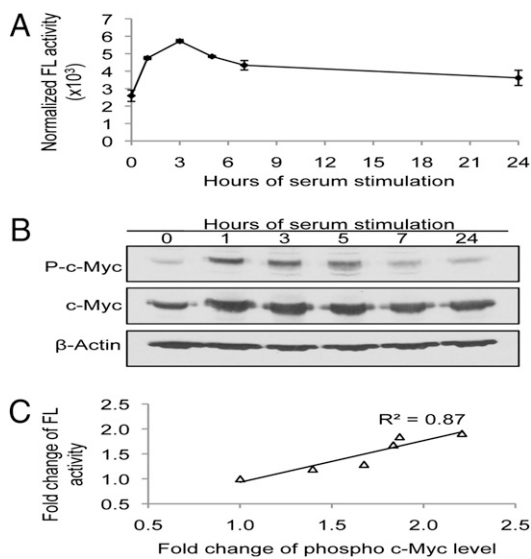 A
Normalized FL activity
(x10³)
7
6
5
4
3
2
1
0
0 3 6 9 12 15 18 21 24
Hours of serum stimulation
B
Hours of serum stimulation
0 1 3 5 7 24
P-c-Myc
c-Myc
β-Actin
C
Fold change of FL
activity
2.5
2.0
1.5
1.0
0.5
R² = 0.87
0.5 1.0 1.5 2.0 2.5
Fold change of phospho c-Myc level